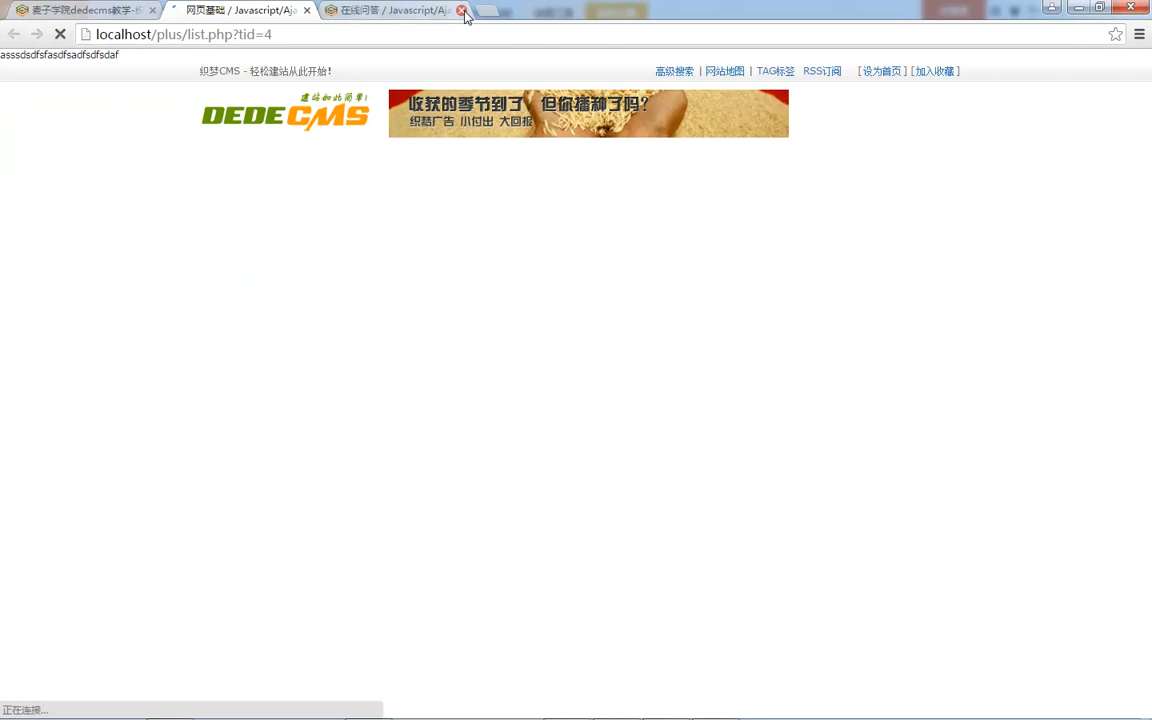 麦子学院dedecms教学-织
网页基础 / Javascript/Aja
在线问答 / Javascript/Aja
localhost/plus/list.php?tid=4
asssdsdfsfasdfsadfsdfsdaf
织梦CMS - 轻松建站从此开始!
高级搜索 | 网站地图 | TAG标签 RSS订阅 [设为首页] [加入收藏]
建站如此简单!
DEDECMS
收获的季节到了，但你播种了吗?
织梦广告 小付出 大回报
正在连接...